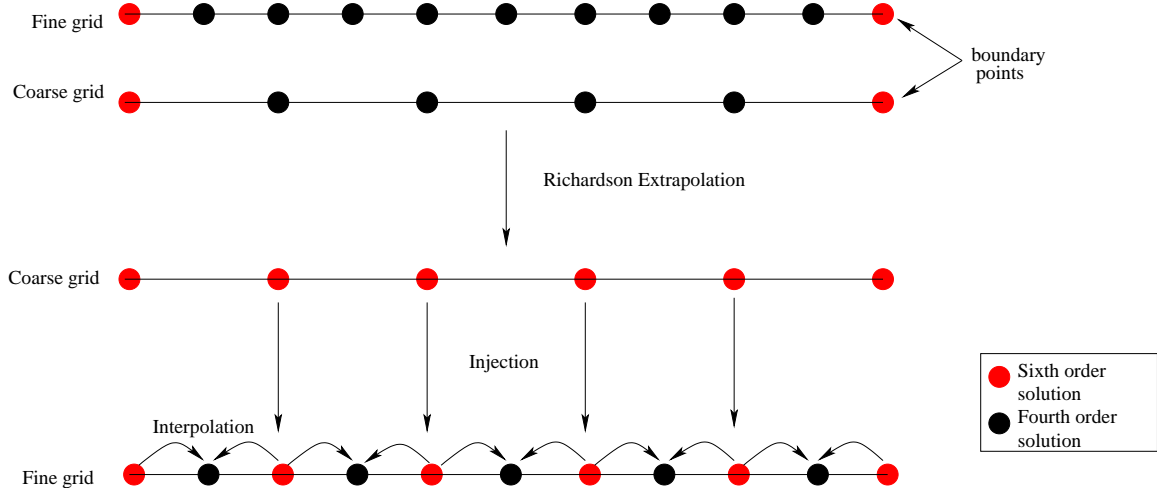 Fine grid
boundary
points
Coarse grid
Richardson Extrapolation
Coarse grid
Injection
Sixth order
solution
Fourth order
solution
Interpolation
Fine grid